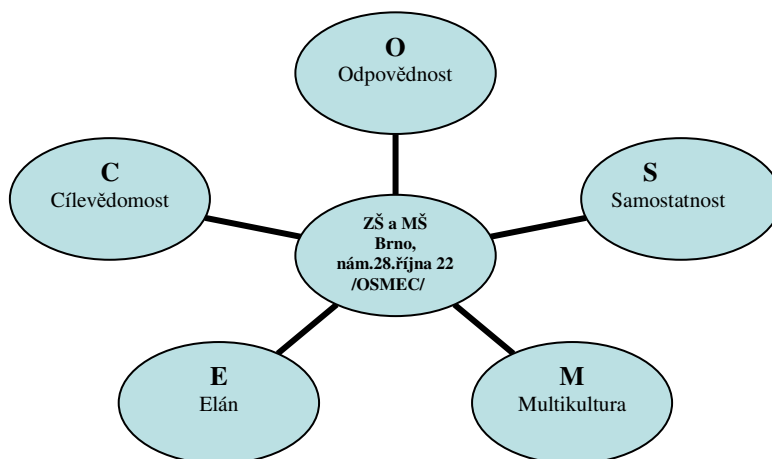 O
Odpovědnost
C
Cílevědomost
S
Samostatnost
ZŠ a MŠ
Brno,
nám.28.října 22
/OSMEC/
E
Elán
M
Multikultura